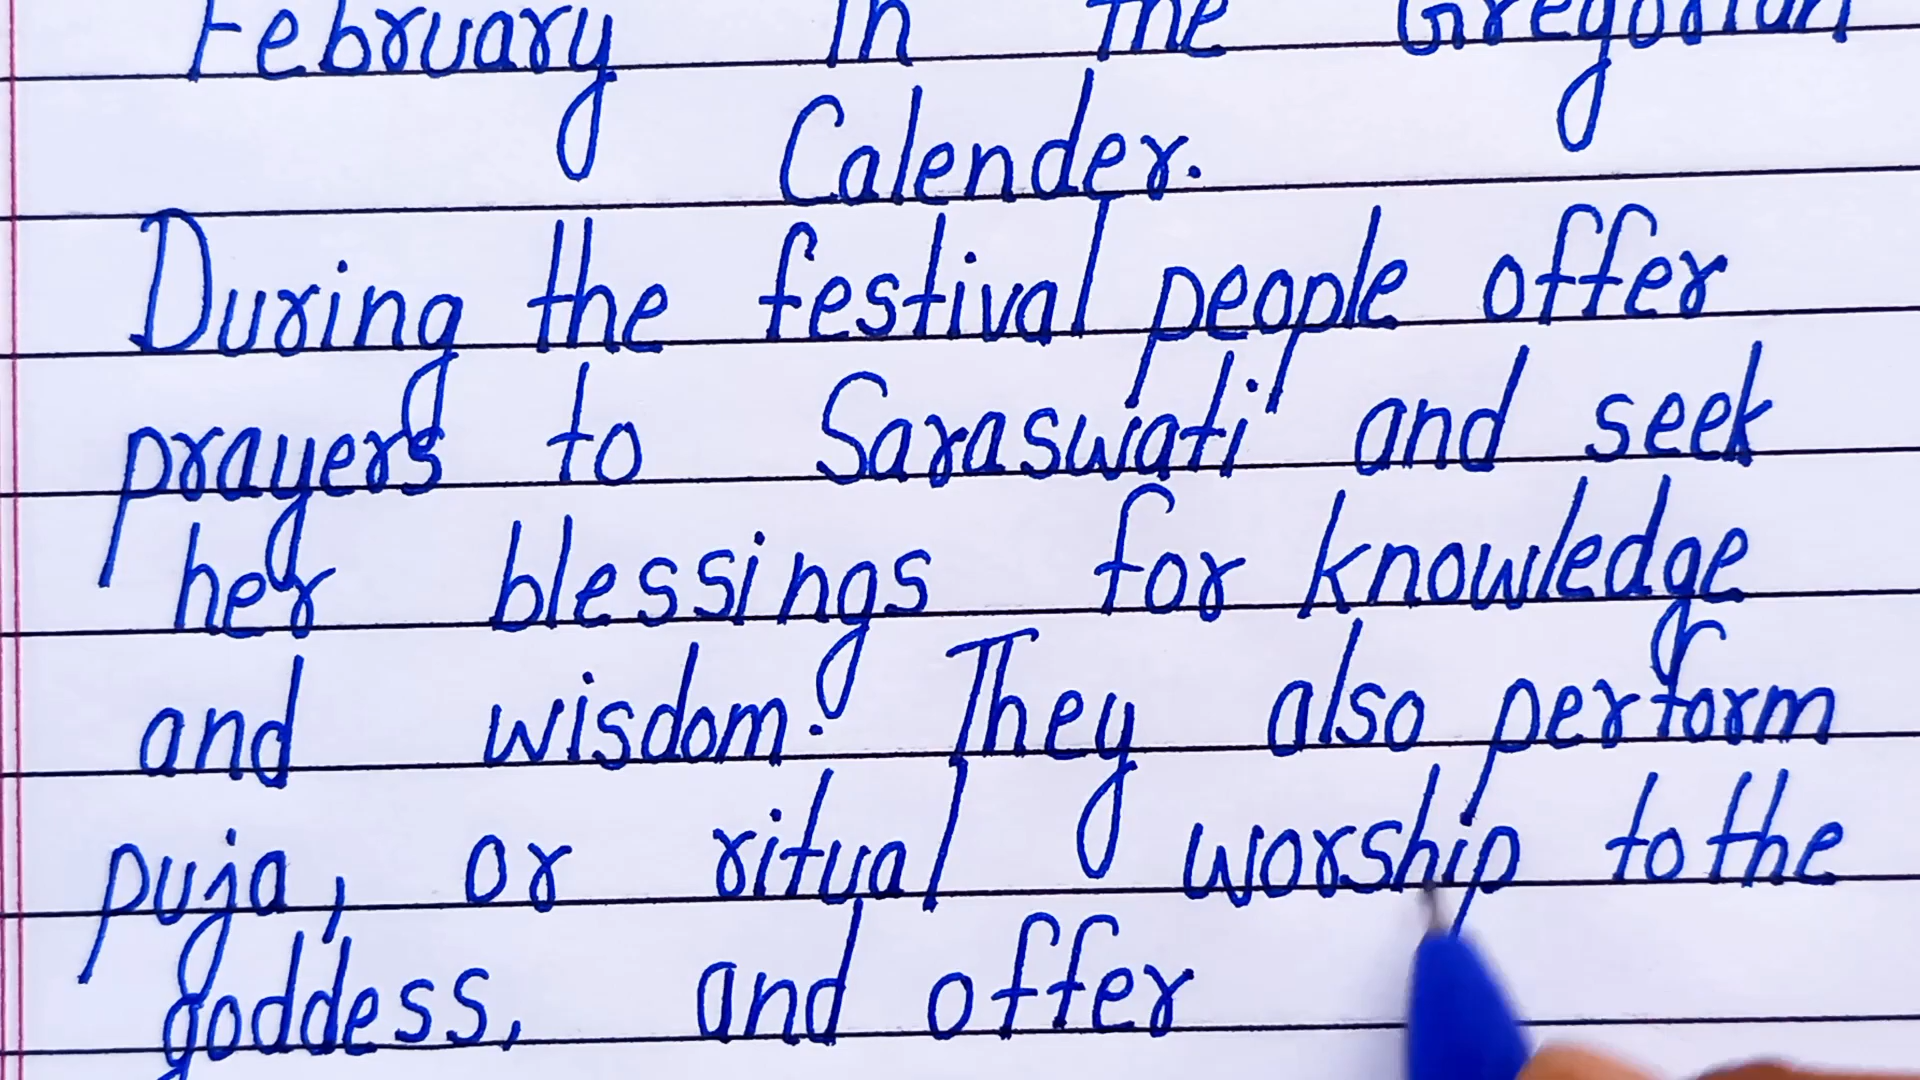 February in the Gregorian
Calender.
During the festival people offer
prayers to Saraswati and seek
her blessings for knowledge
and wisdom. They also perform
puja, or ritual worship to the
goddess, and offer